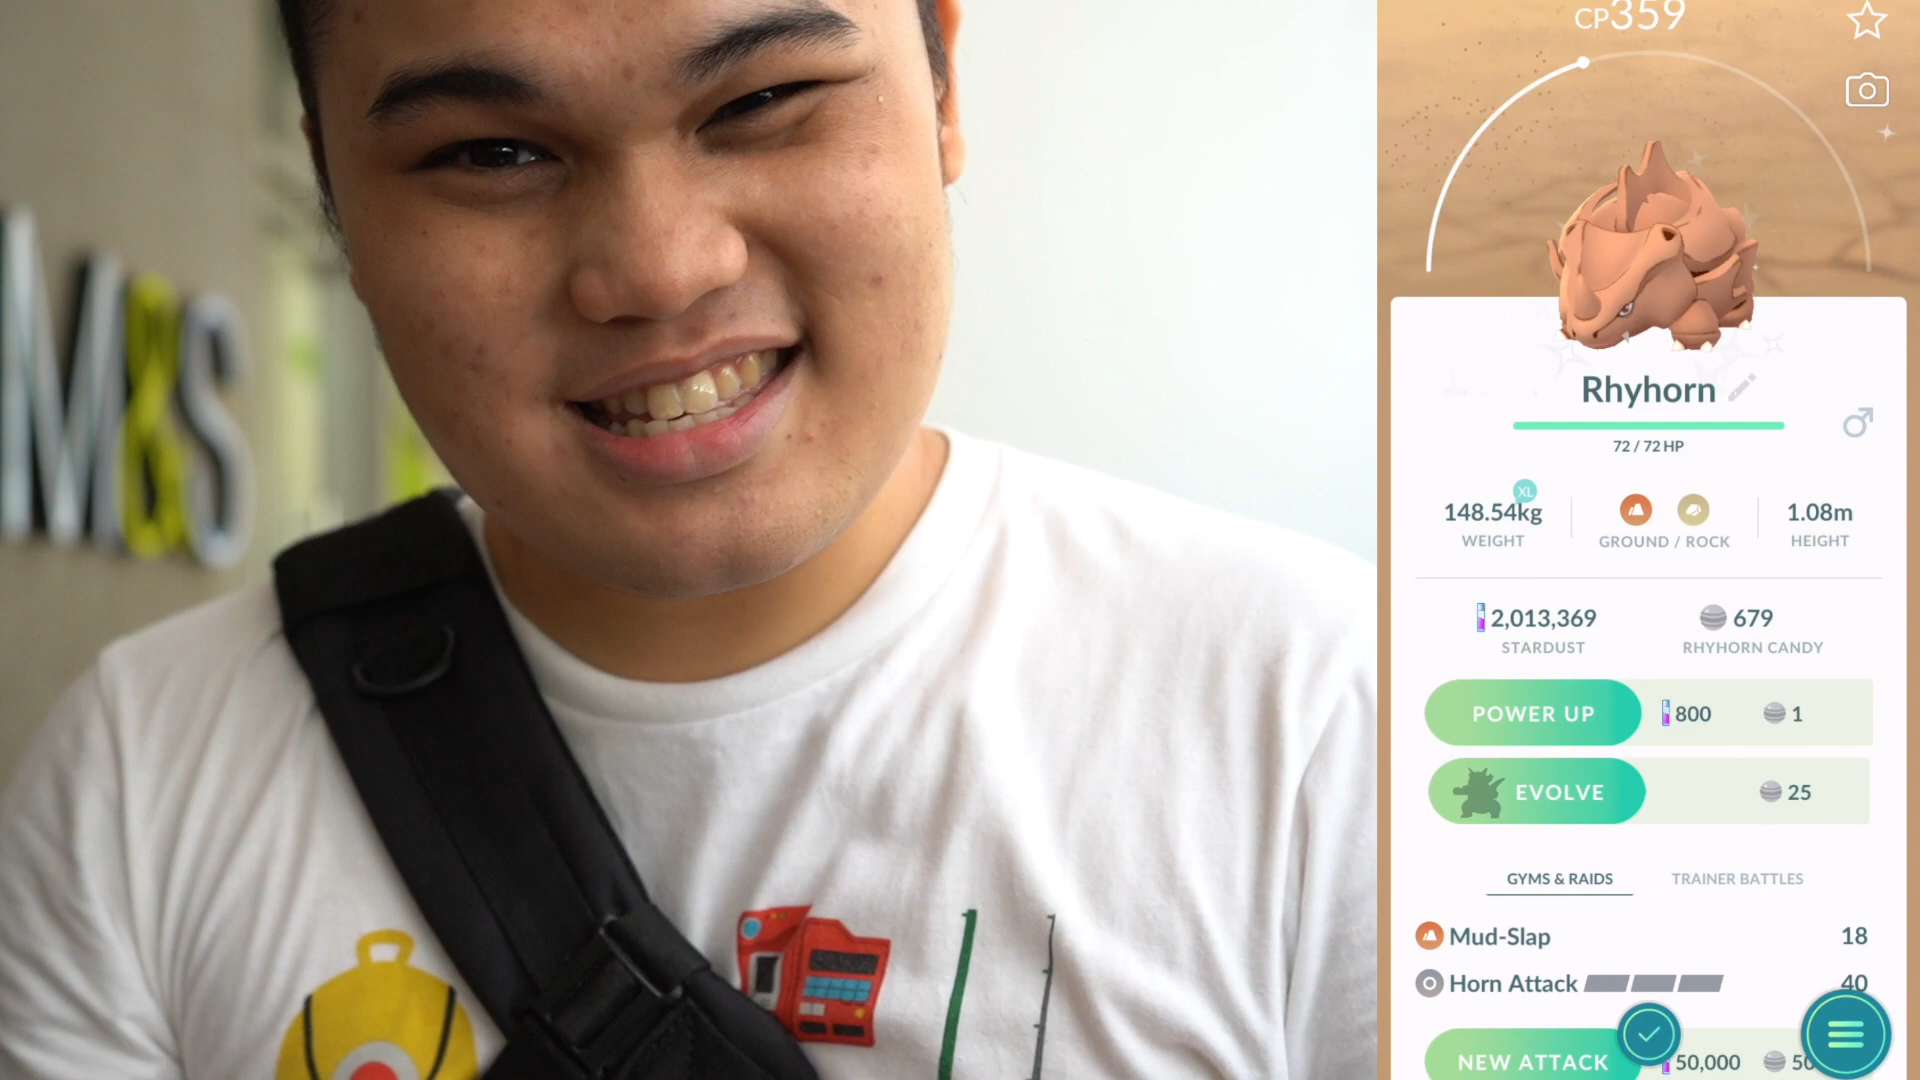 M&S
CP359
Rhyhorn
72 / 72 HP
XL
148.54kg
WEIGHT
GROUND / ROCK
1.08m
HEIGHT
2,013,369
STARDUST
679
RHYHORN CANDY
POWER UP 800 1
EVOLVE 25
GYMS & RAIDS TRAINER BATTLES
Mud-Slap 18
Horn Attack 40
NEW ATTACK 50,000